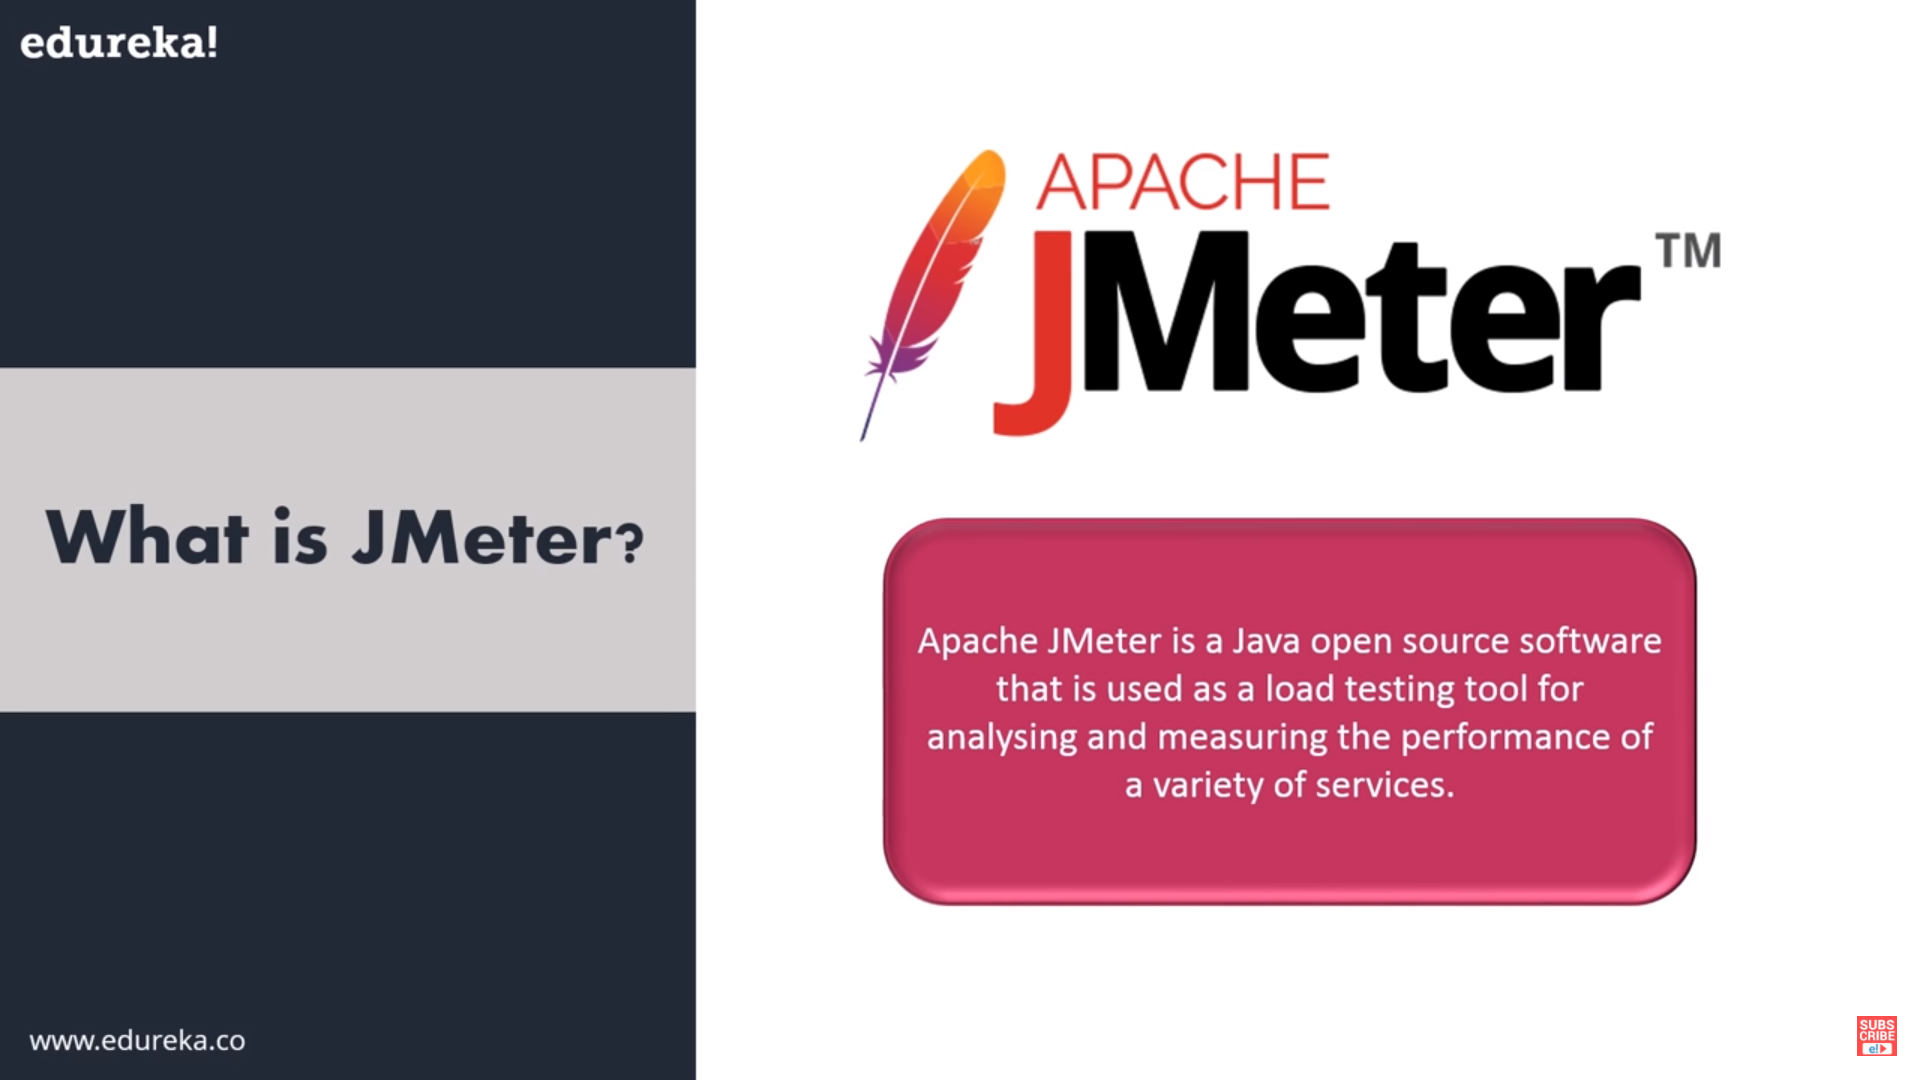 edureka!
What is JMeter?
www.edureka.co
APACHE
JMeter TM
Apache JMeter is a Java open source software
that is used as a load testing tool for
analysing and measuring the performance of
a variety of services.
SUBS
CRIBE
e!